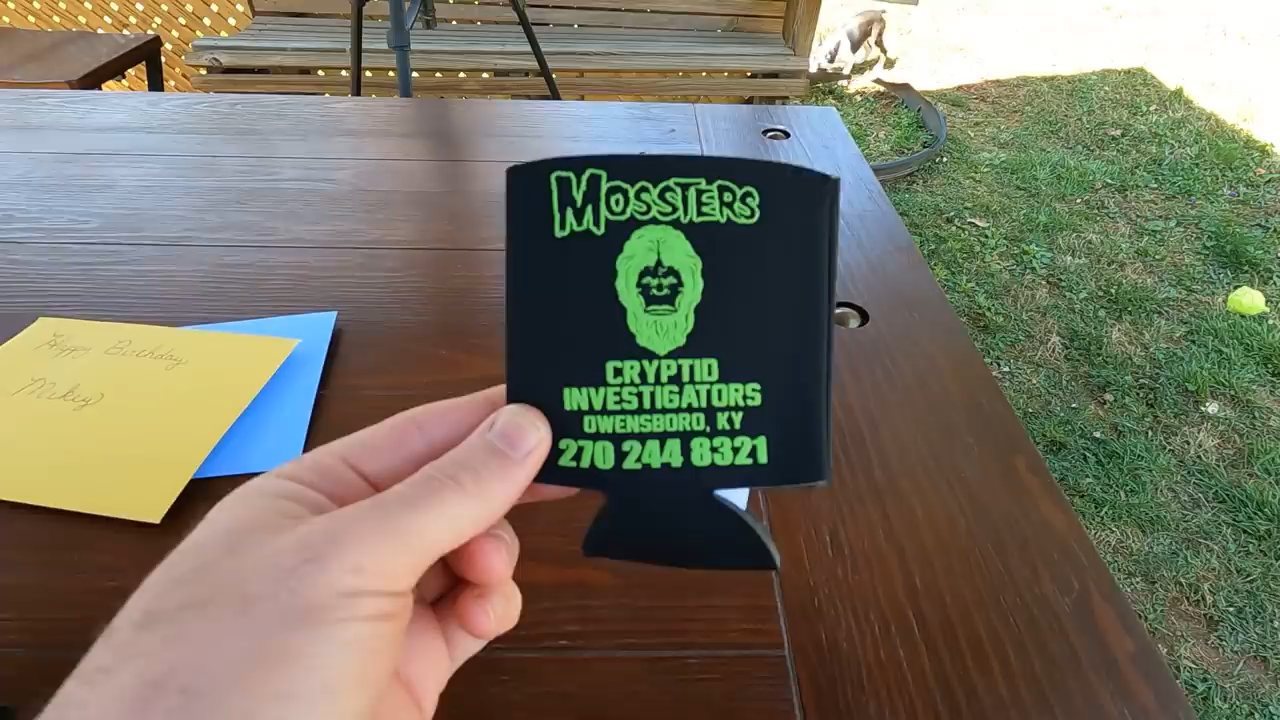 MOSSTERS
CRYPTID
INVESTIGATORS
OWENSBORO, KY
270 244 8321
Happy Birthday
Mikey